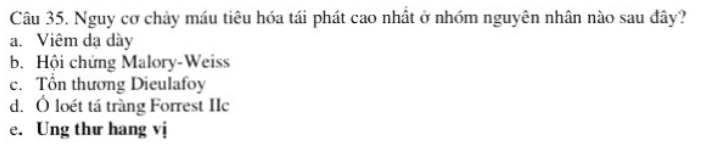 Câu 35. Nguy cơ chảy máu tiêu hóa tái phát cao nhất ở nhóm nguyên nhân nào sau đây?
a. Viêm dạ dày
b. Hội chứng Malory-Weiss
c. Tổn thương Dieulafoy
d. Ổ loét tá tràng Forrest IIc
e. Ung thư hang vị